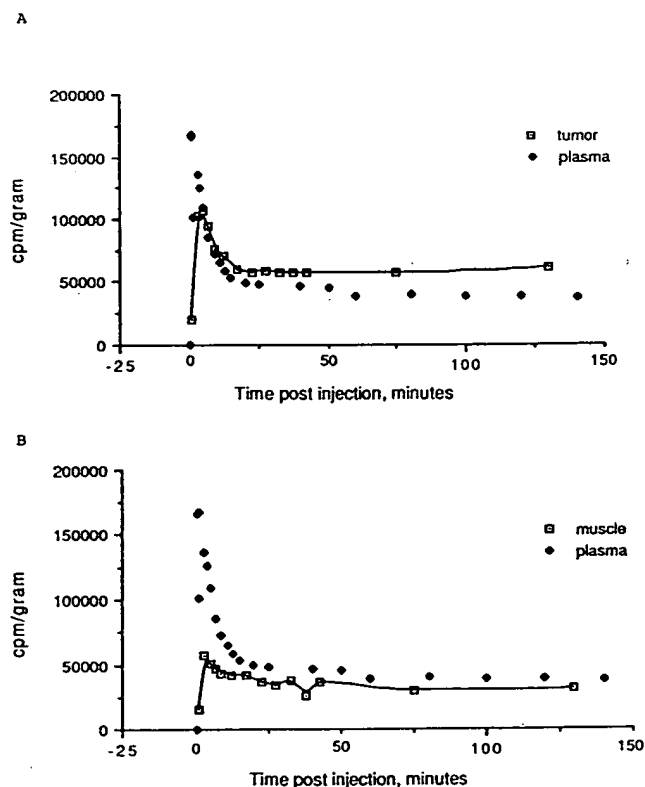 A
200000
150000
100000
50000
0
-25 0 50 100 150
cpm/gram
tumor
plasma
Time post injection, minutes
B
200000
150000
100000
50000
0
-25 0 50 100 150
cpm/gram
muscle
plasma
Time post injection, minutes